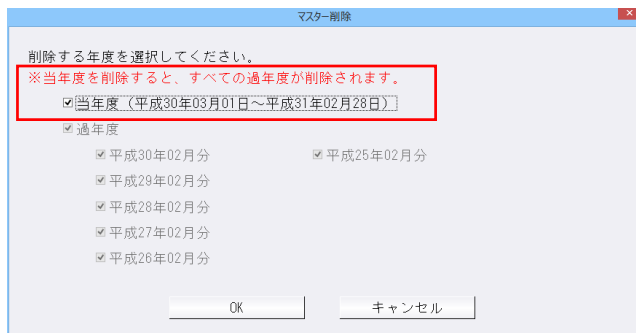 マスター削除
削除する年度を選択してください。
※当年度を削除すると、すべての過年度が削除されます。
当年度（平成30年03月01日～平成31年02月28日）
過年度
平成30年02月分 平成25年02月分
平成29年02月分
平成28年02月分
平成27年02月分
平成26年02月分
OK キャンセル